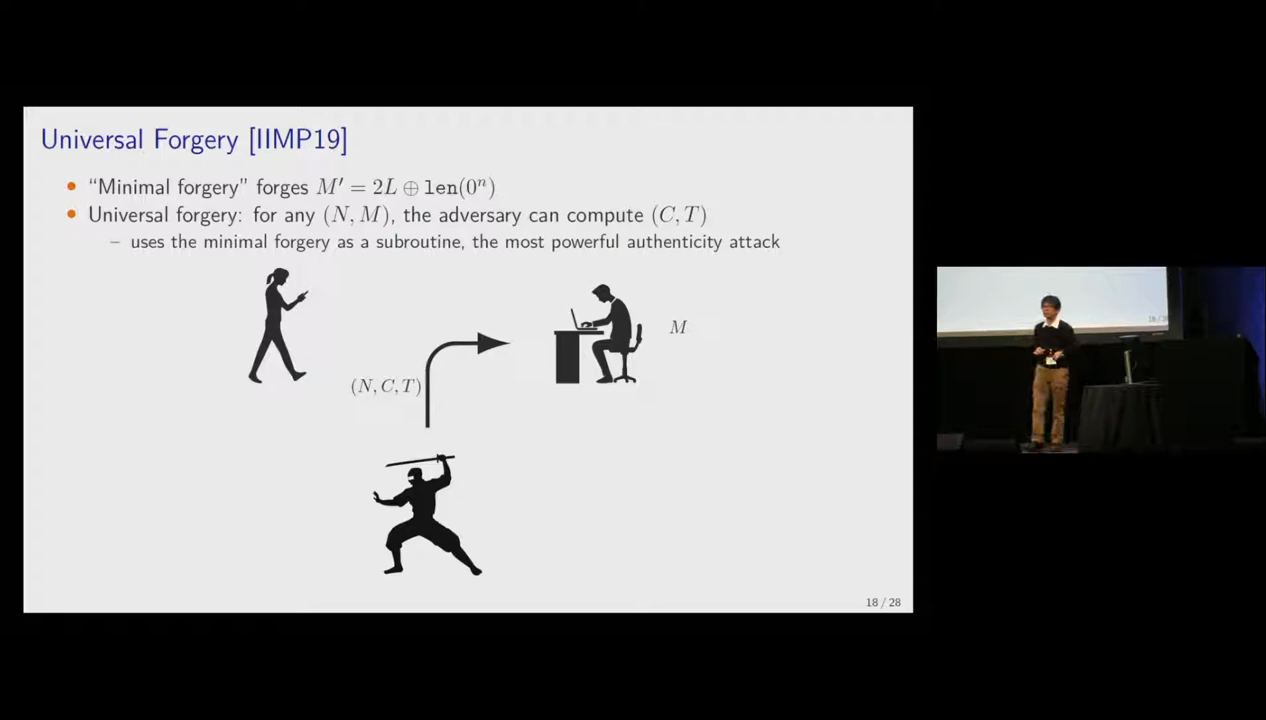 Universal Forgery [IIMP19]
• “Minimal forgery” forges M′ = 2L ⊕ len(0ⁿ)
• Universal forgery: for any (N, M), the adversary can compute (C, T)
– uses the minimal forgery as a subroutine, the most powerful authenticity attack
M
(N, C, T)
18 / 28